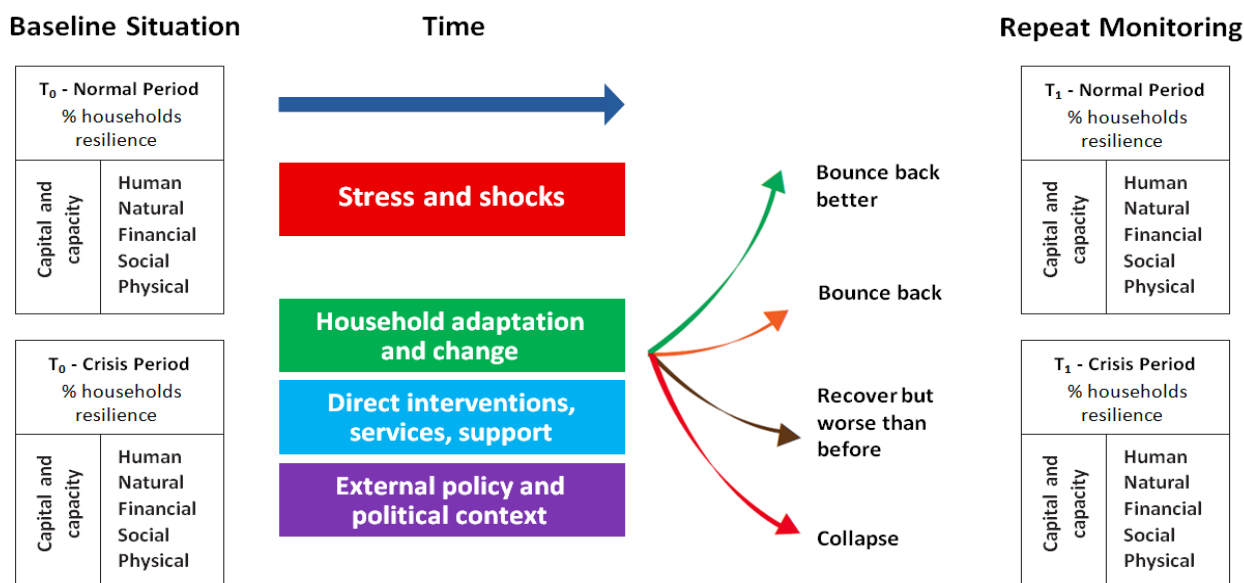 Baseline Situation
Time
Repeat Monitoring
T₀ - Normal Period
% households
resilience
Capital and
capacity
Human
Natural
Financial
Social
Physical
T₀ - Crisis Period
% households
resilience
Capital and
capacity
Human
Natural
Financial
Social
Physical
Stress and shocks
Household adaptation
and change
Direct interventions,
services, support
External policy and
political context
Bounce back
better
Bounce back
Recover but
worse than
before
Collapse
T₁ - Normal Period
% households
resilience
Capital and
capacity
Human
Natural
Financial
Social
Physical
T₁ - Crisis Period
% households
resilience
Capital and
capacity
Human
Natural
Financial
Social
Physical